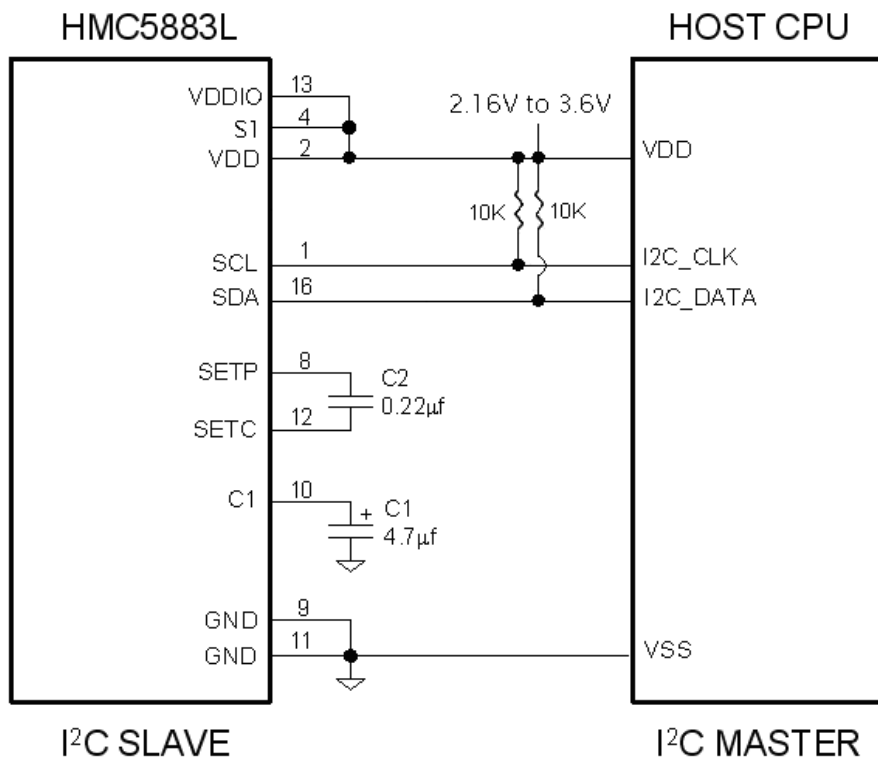 HMC5883L
HOST CPU
VDDIO 13
S1 4
VDD 2
2.16V to 3.6V
VDD
10K
10K
SCL 1
I2C_CLK
SDA 16
I2C_DATA
SETP 8
C2
0.22µf
SETC 12
C1 10
+ C1
4.7µf
GND 9
GND 11
VSS
I²C SLAVE
I²C MASTER